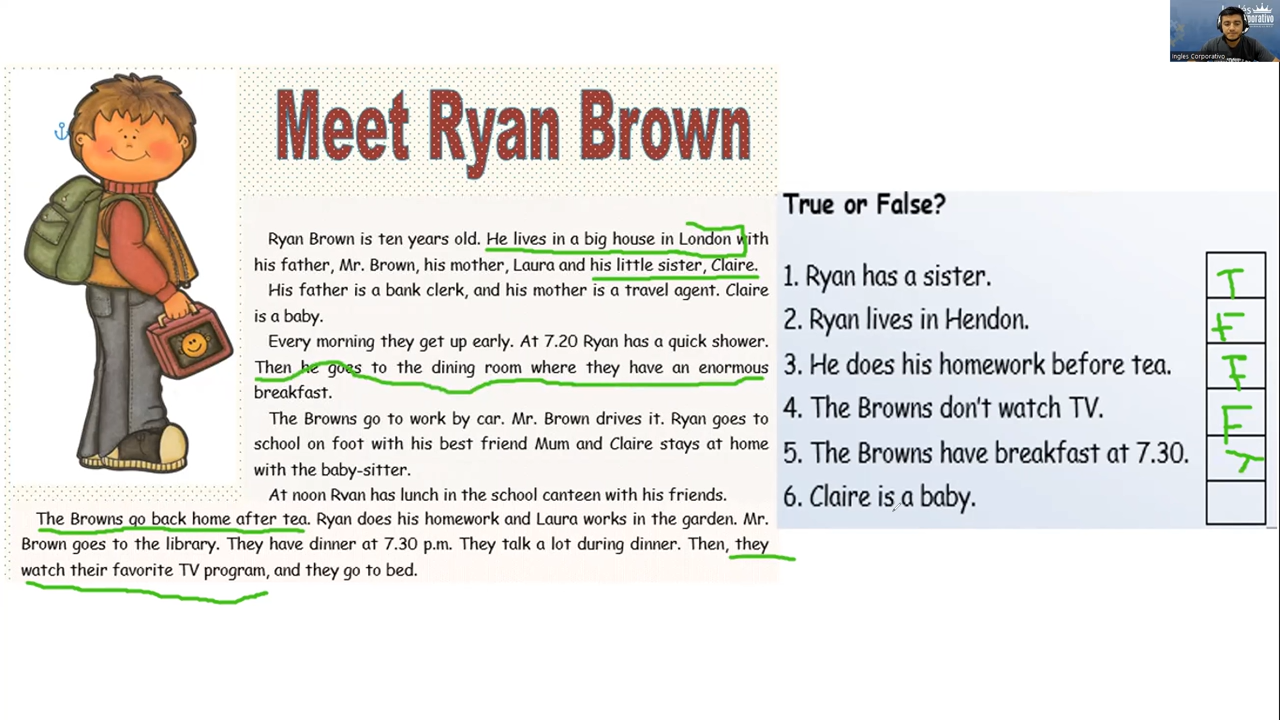 Inglés
Corporativo
Ingles Corporativo
Meet Ryan Brown
Ryan Brown is ten years old. He lives in a big house in London with
his father, Mr. Brown, his mother, Laura and his little sister, Claire.
His father is a bank clerk, and his mother is a travel agent. Claire
is a baby.
Every morning they get up early. At 7.20 Ryan has a quick shower.
Then he goes to the dining room where they have an enormous
breakfast.
The Browns go to work by car. Mr. Brown drives it. Ryan goes to
school on foot with his best friend Mum and Claire stays at home
with the baby-sitter.
At noon Ryan has lunch in the school canteen with his friends.
The Browns go back home after tea. Ryan does his homework and Laura works in the garden. Mr.
Brown goes to the library. They have dinner at 7.30 p.m. They talk a lot during dinner. Then, they
watch their favorite TV program, and they go to bed.
True or False?
1. Ryan has a sister. T
2. Ryan lives in Hendon. F
3. He does his homework before tea. F
4. The Browns don't watch TV. F
5. The Browns have breakfast at 7.30. T
6. Claire is a baby.